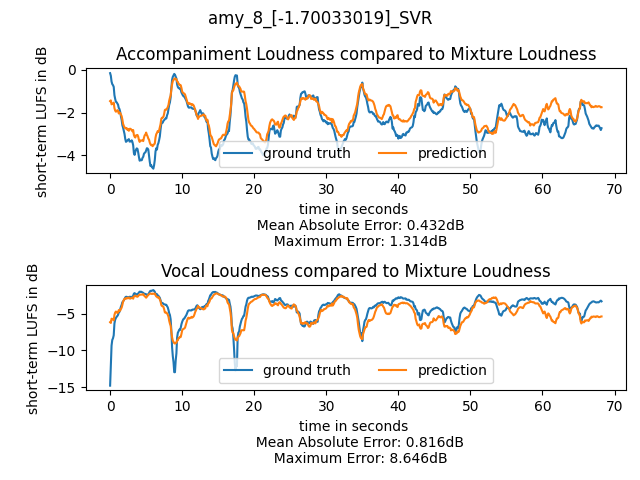 amy_8_[-1.70033019]_SVR
Accompaniment Loudness compared to Mixture Loudness
short-term LUFS in dB
0
−2
−4
ground truth
prediction
0 10 20 30 40 50 60 70
time in seconds
Mean Absolute Error: 0.432dB
Maximum Error: 1.314dB
Vocal Loudness compared to Mixture Loudness
short-term LUFS in dB
−5
−10
−15
ground truth
prediction
0 10 20 30 40 50 60 70
time in seconds
Mean Absolute Error: 0.816dB
Maximum Error: 8.646dB